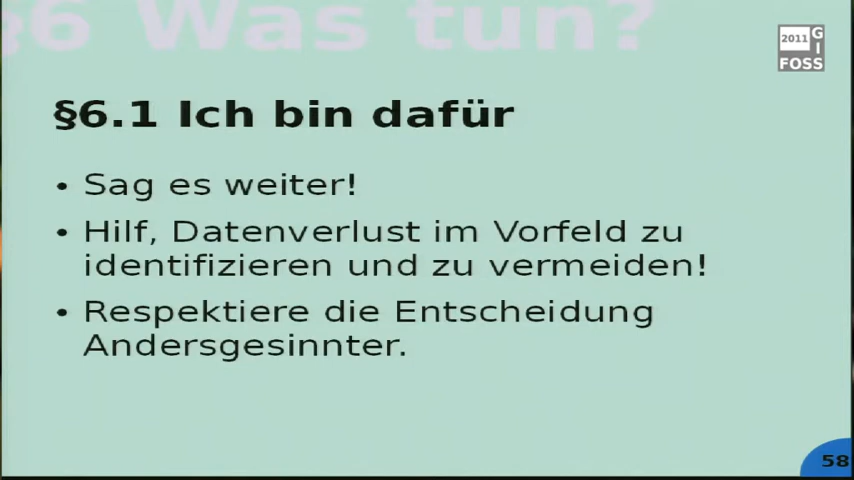 §6 Was tun?
2011 G
I
FOSS
§6.1 Ich bin dafür
• Sag es weiter!
• Hilf, Datenverlust im Vorfeld zu
identifizieren und zu vermeiden!
• Respektiere die Entscheidung
Andersgesinnter.
58